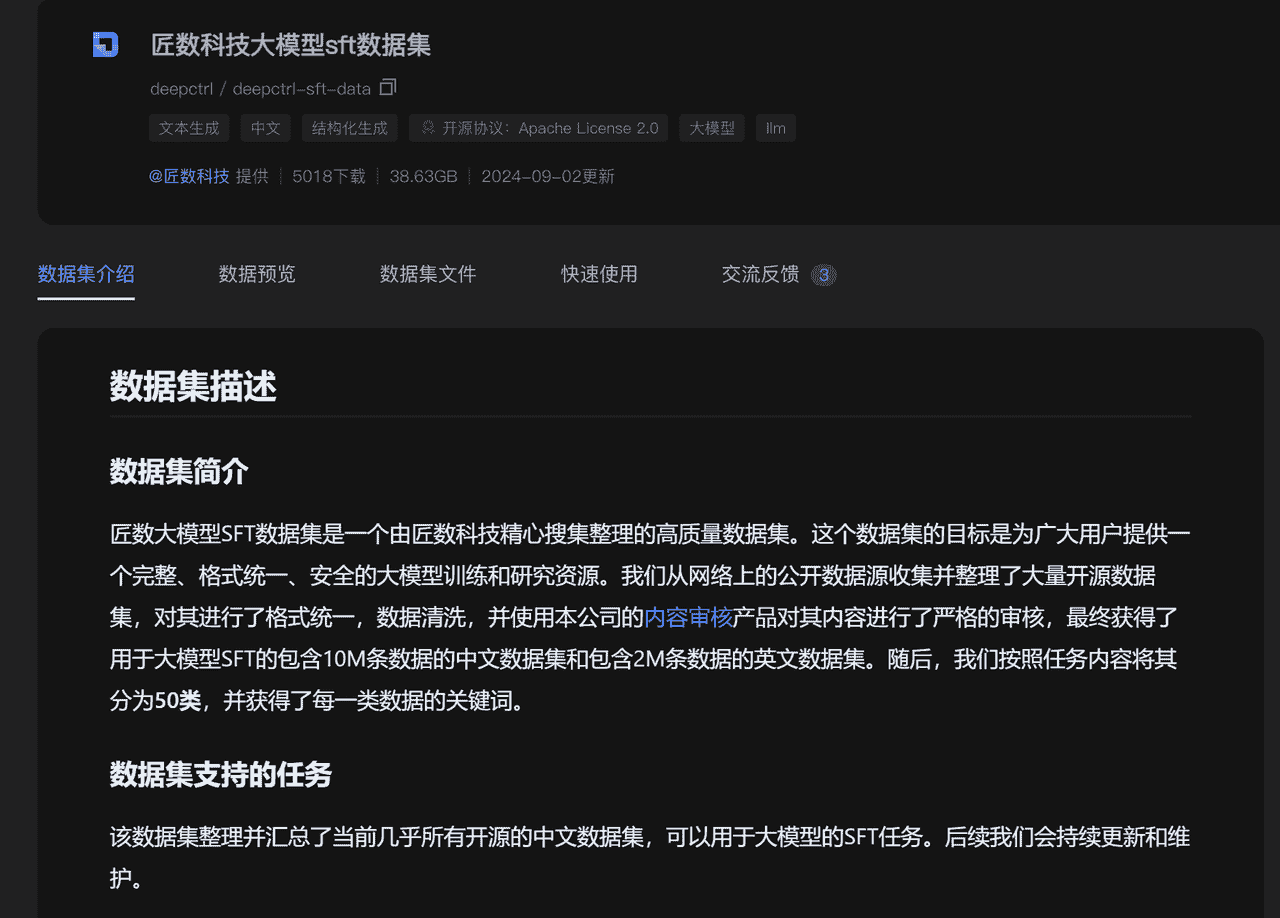 匠数科技大模型sft数据集
deepctrl / deepctrl-sft-data
文本生成 中文 结构化生成 开源协议：Apache License 2.0 大模型 llm
@匠数科技 提供 5018下载 38.63GB 2024-09-02更新
数据集介绍 数据预览 数据集文件 快速使用 交流反馈 3
数据集描述
数据集简介
匠数大模型SFT数据集是一个由匠数科技精心搜集整理的高质量数据集。这个数据集的目标是为广大用户提供一
个完整、格式统一、安全的大模型训练和研究资源。我们从网络上的公开数据源收集并整理了大量开源数据
集，对其进行了格式统一，数据清洗，并使用本公司的内容审核产品对其内容进行了严格的审核，最终获得了
用于大模型SFT的包含10M条数据的中文数据集和包含2M条数据的英文数据集。随后，我们按照任务内容将其
分为50类，并获得了每一类数据的关键词。
数据集支持的任务
该数据集整理并汇总了当前几乎所有开源的中文数据集，可以用于大模型的SFT任务。后续我们会持续更新和维
护。